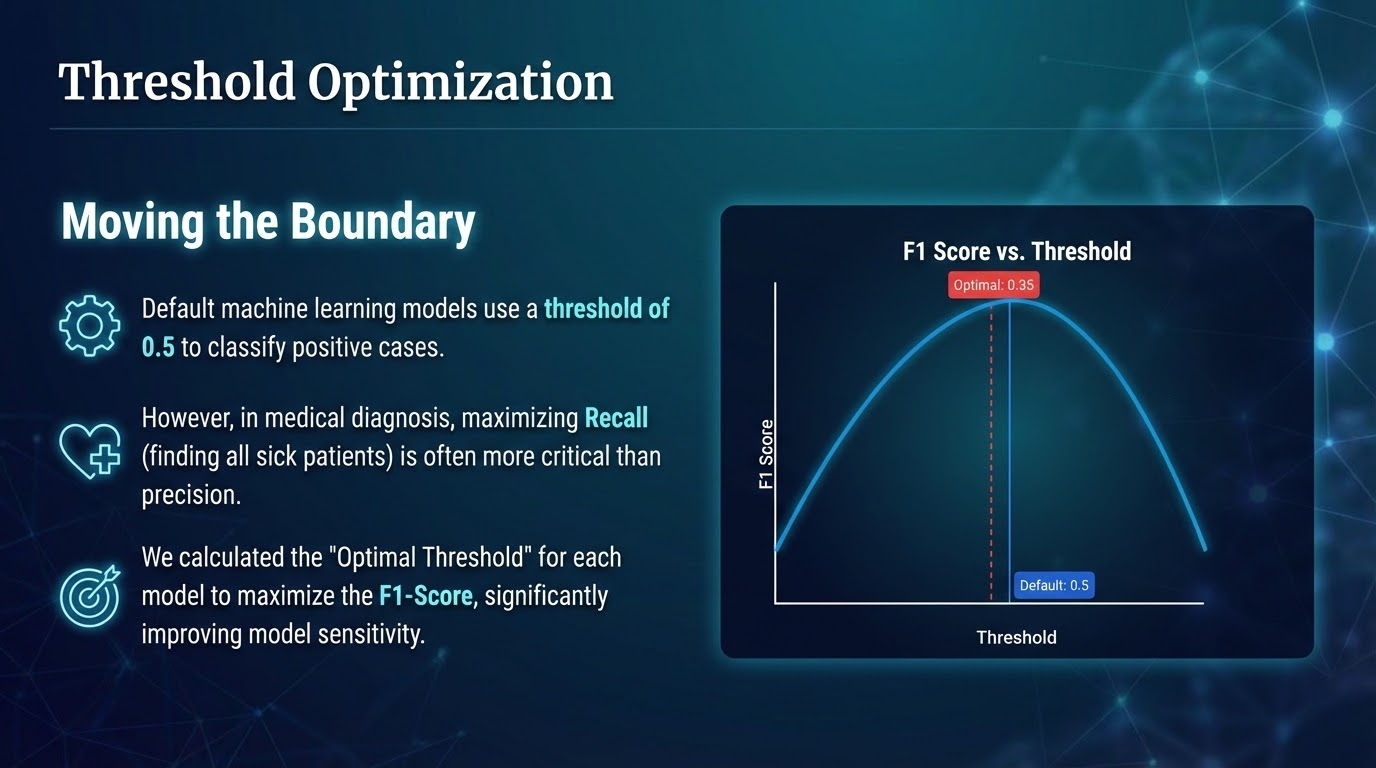 Threshold Optimization
Moving the Boundary
Default machine learning models use a threshold of
0.5 to classify positive cases.
However, in medical diagnosis, maximizing Recall
(finding all sick patients) is often more critical than
precision.
We calculated the "Optimal Threshold" for each
model to maximize the F1-Score, significantly
improving model sensitivity.
F1 Score vs. Threshold
Optimal: 0.35
F1 Score
Default: 0.5
Threshold